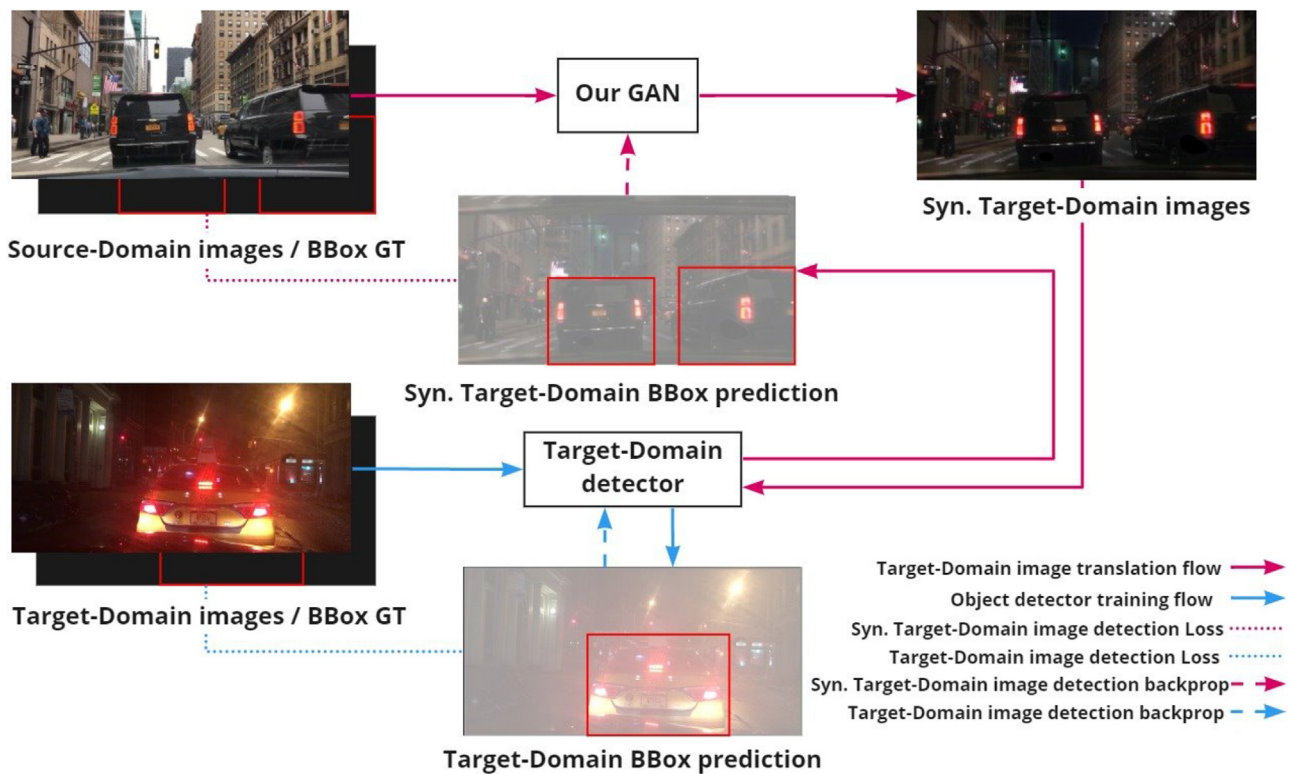 Our GAN
Syn. Target-Domain images
Source-Domain images / BBox GT
Syn. Target-Domain BBox prediction
Target-Domain
detector
Target-Domain images / BBox GT
Target-Domain BBox prediction
Target-Domain image translation flow
Object detector training flow
Syn. Target-Domain image detection Loss
Target-Domain image detection Loss
Syn. Target-Domain image detection backprop
Target-Domain image detection backprop